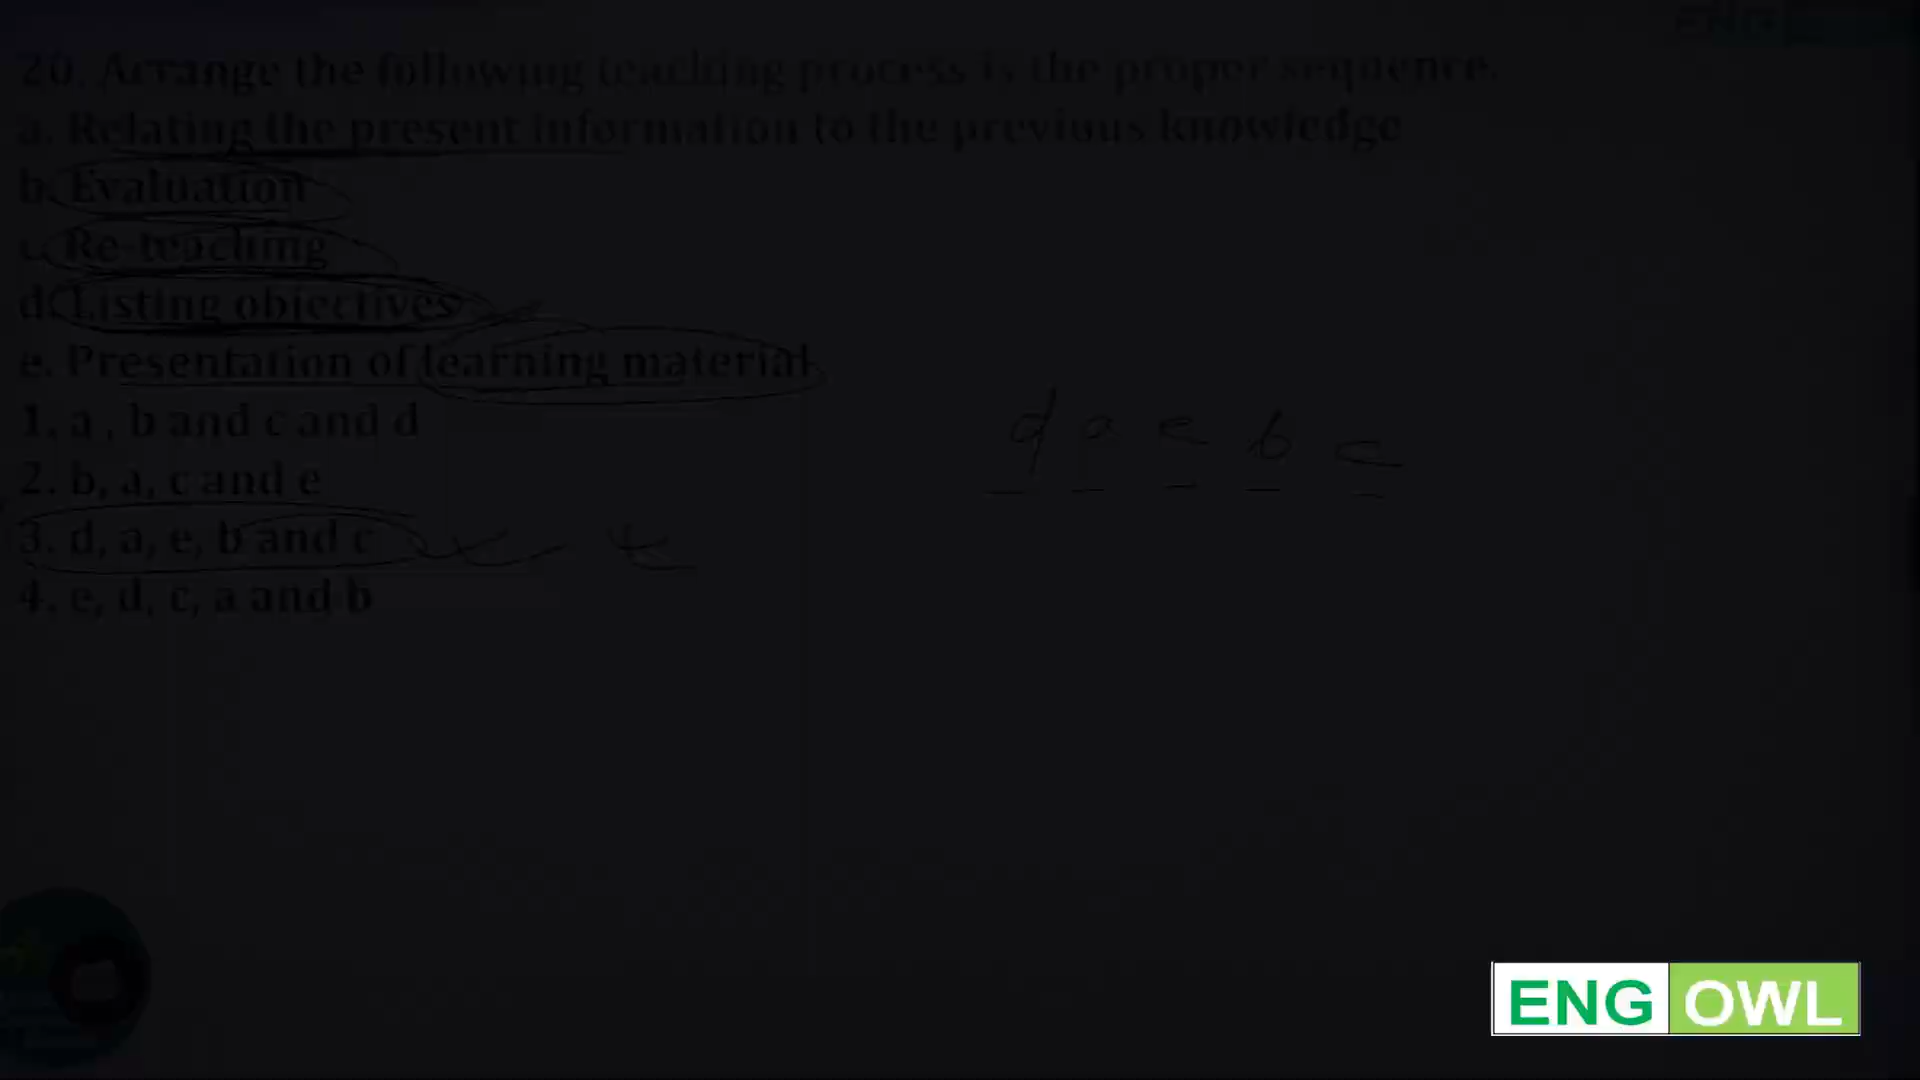 20. Arrange the following teaching process is the proper sequence.
a. Relating the present information to the previous knowledge
b. Evaluation
c. Re-teaching
d. Listing objectives
e. Presentation of learning material
1. a , b and c and d
2. b, a, c and e
3. d, a, e, b and c
4. e, d, c, a and b
d a e b c
ENG OWL